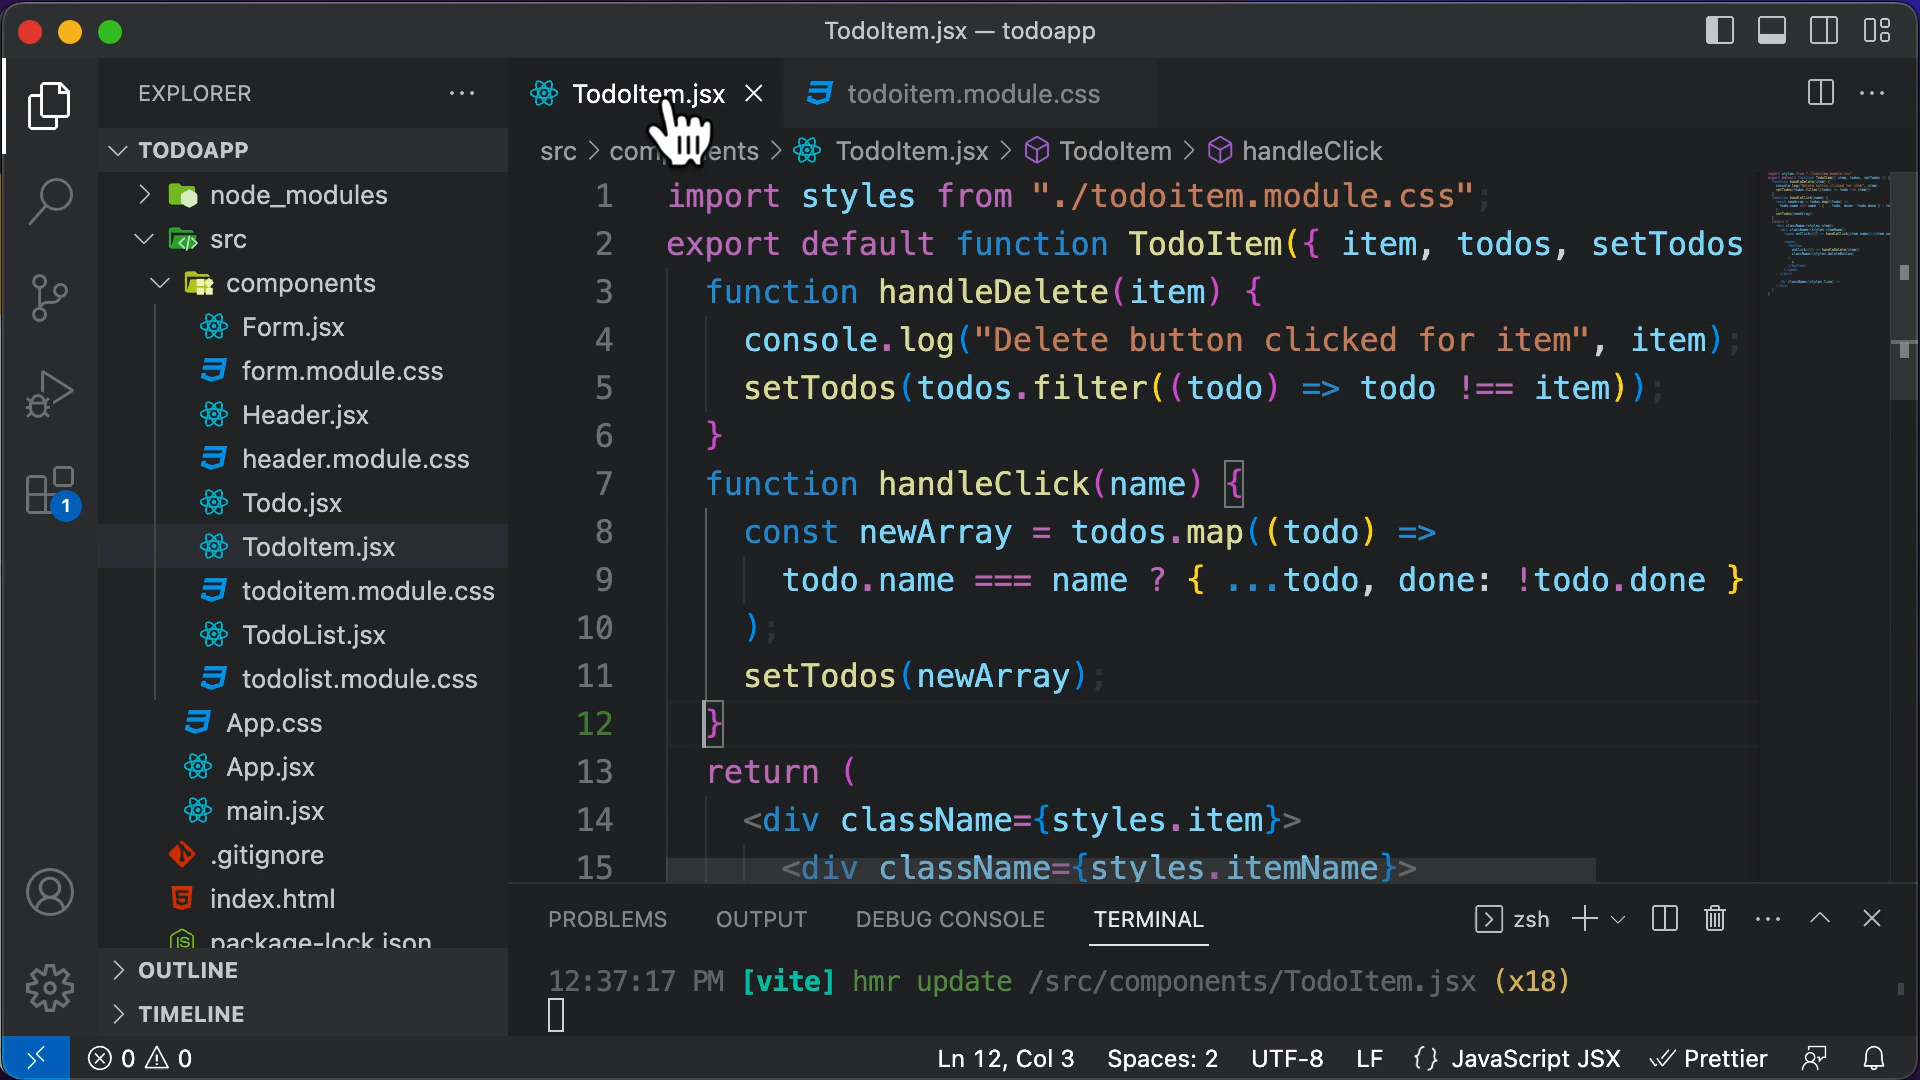 TodoItem.jsx — todoapp
EXPLORER
TODOAPP
node_modules
src
components
Form.jsx
form.module.css
Header.jsx
header.module.css
Todo.jsx
TodoItem.jsx
todoitem.module.css
TodoList.jsx
todolist.module.css
App.css
App.jsx
main.jsx
.gitignore
index.html
package-lock.json
OUTLINE
TIMELINE
1
TodoItem.jsx
todoitem.module.css
src > components > TodoItem.jsx > TodoItem > handleClick
1 import styles from "./todoitem.module.css";
2 export default function TodoItem({ item, todos, setTodos
3 function handleDelete(item) {
4 console.log("Delete button clicked for item", item);
5 setTodos(todos.filter((todo) => todo !== item));
6 }
7 function handleClick(name) {
8 const newArray = todos.map((todo) =>
9 todo.name === name ? { ...todo, done: !todo.done }
10 );
11 setTodos(newArray);
12 }
13 return (
14 <div className={styles.item}>
15 <div className={styles.itemName}>
PROBLEMS OUTPUT DEBUG CONSOLE TERMINAL
zsh
12:37:17 PM [vite] hmr update /src/components/TodoItem.jsx (x18)
0 0
Ln 12, Col 3 Spaces: 2 UTF-8 LF {} JavaScript JSX Prettier